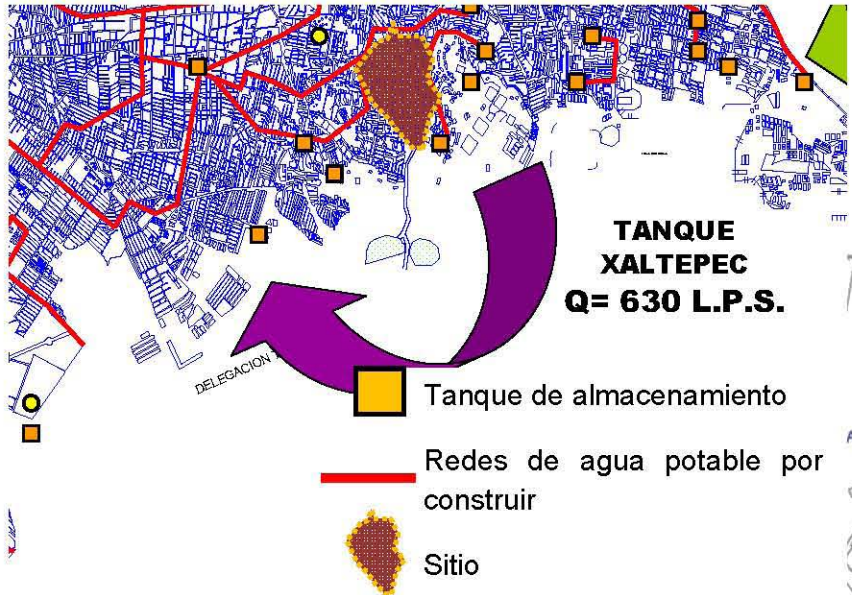 TANQUE
XALTEPEC
Q= 630 L.P.S.
DELEGACION
Tanque de almacenamiento
Redes de agua potable por
construir
Sitio